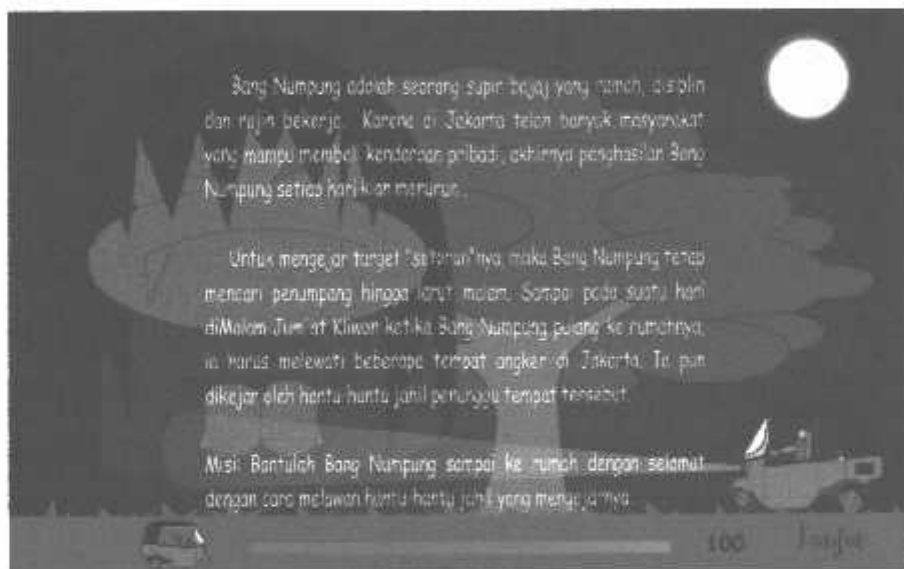 Bang Numpung adalah seorang supir bajaj yang ramah, disiplin
dan rajin bekerja. Karena di Jakarta telah banyak masyarakat
yang mampu membeli kendaraan pribadi, akhirnya penghasilan Bang
Numpung setiap hari kian menurun.
Untuk mengejar target "setoran"nya, maka Bang Numpung tetap
mencari penumpang hingga larut malam. Sampai pada suatu hari
diMalam Jum'at Kliwon ketika Bang Numpung pulang ke rumahnya,
ia harus melewati beberapa tempat angker di Jakarta. Ia pun
dikejar oleh hantu-hantu jahil penunggu tempat tersebut.
Misi: Bantulah Bang Numpung sampai ke rumah dengan selamat
dengan cara melawan hantu-hantu jahil yang mengejarnya.
100 lanjut